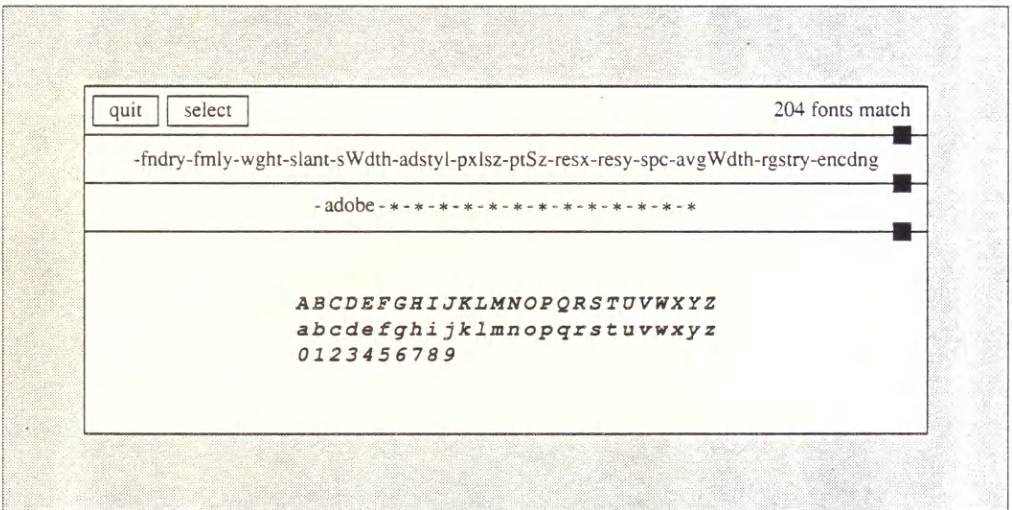 quit select 204 fonts match
-fndry-fmly-wght-slant-sWdth-adstyl-pxlsz-ptSz-resx-resy-spc-avgWdth-rgstry-encdng
-adobe-*-*-*-*-*-*-*-*-*-*-*-*-*
ABCDEFGHIJKLMNOPQRSTUVWXYZ
abcdefghijklmnopqrstuvwxyz
0123456789